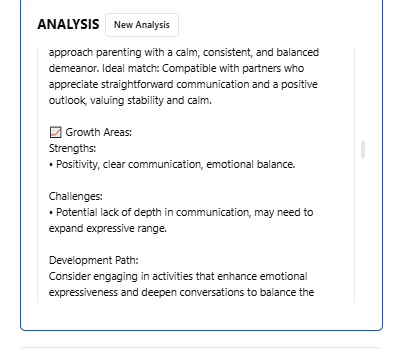 ANALYSIS New Analysis
approach parenting with a calm, consistent, and balanced
demeanor. Ideal match: Compatible with partners who
appreciate straightforward communication and a positive
outlook, valuing stability and calm.
📈 Growth Areas:
Strengths:
• Positivity, clear communication, emotional balance.
Challenges:
• Potential lack of depth in communication, may need to
expand expressive range.
Development Path:
Consider engaging in activities that enhance emotional
expressiveness and deepen conversations to balance the